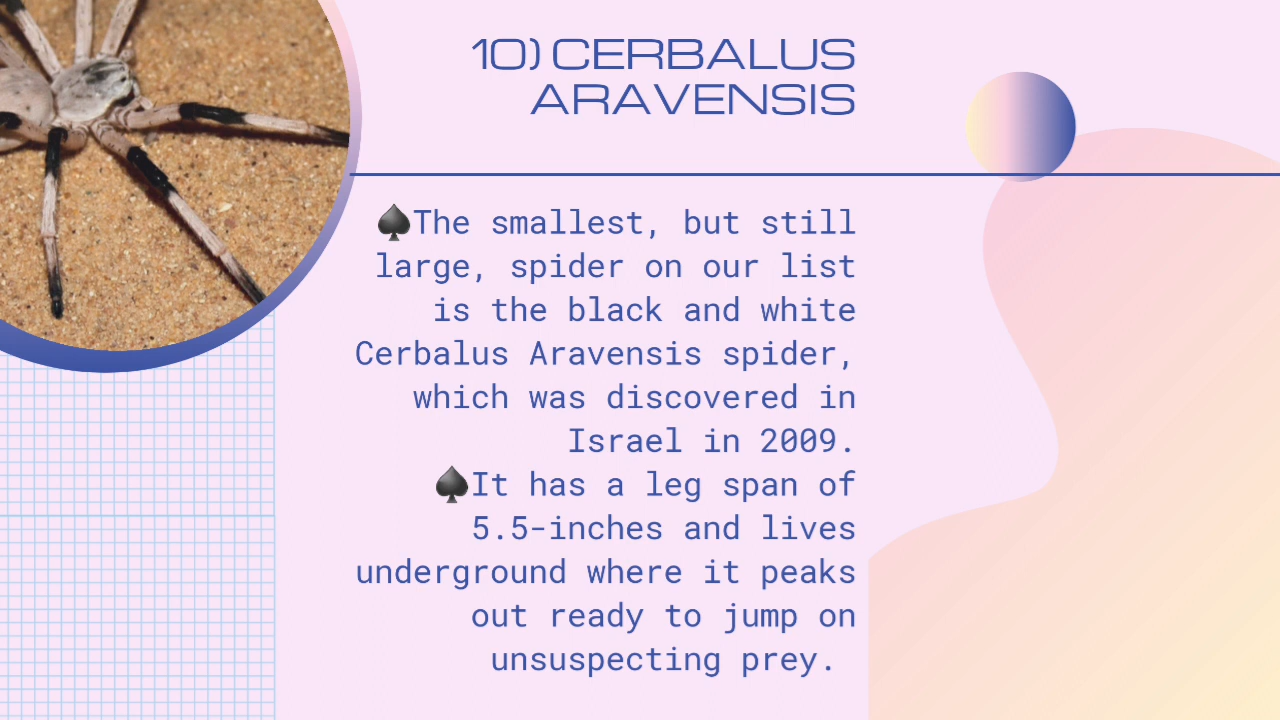 10) CERBALUS
ARAVENSIS
♠️The smallest, but still
large, spider on our list
is the black and white
Cerbalus Aravensis spider,
which was discovered in
Israel in 2009.
♠️It has a leg span of
5.5-inches and lives
underground where it peaks
out ready to jump on
unsuspecting prey.